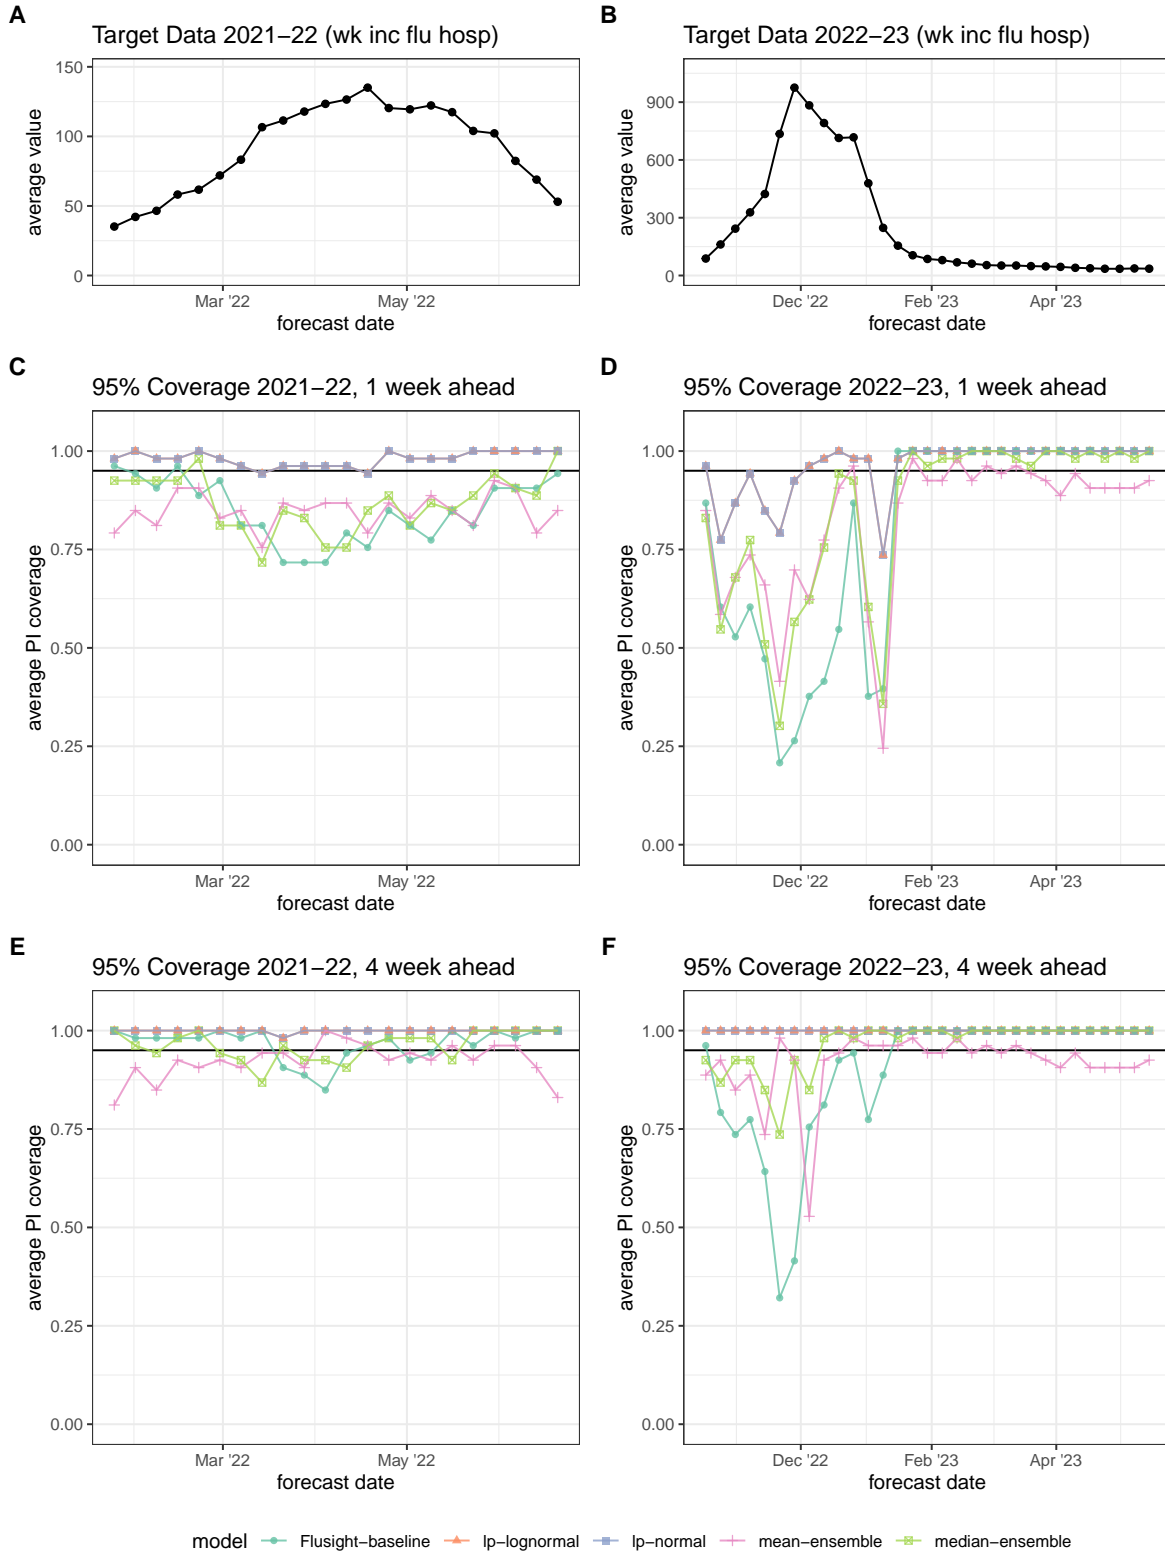 A
Target Data 2021−22 (wk inc flu hosp)
150
100
50
0
average value
Mar '22
May '22
forecast date
B
Target Data 2022−23 (wk inc flu hosp)
900
600
300
0
average value
Dec '22
Feb '23
Apr '23
forecast date
C
95% Coverage 2021−22, 1 week ahead
1.00
0.75
0.50
0.25
0.00
average PI coverage
Mar '22
May '22
forecast date
D
95% Coverage 2022−23, 1 week ahead
1.00
0.75
0.50
0.25
0.00
average PI coverage
Dec '22
Feb '23
Apr '23
forecast date
E
95% Coverage 2021−22, 4 week ahead
1.00
0.75
0.50
0.25
0.00
average PI coverage
Mar '22
May '22
forecast date
F
95% Coverage 2022−23, 4 week ahead
1.00
0.75
0.50
0.25
0.00
average PI coverage
Dec '22
Feb '23
Apr '23
forecast date
model Flusight−baseline lp−lognormal lp−normal mean−ensemble median−ensemble